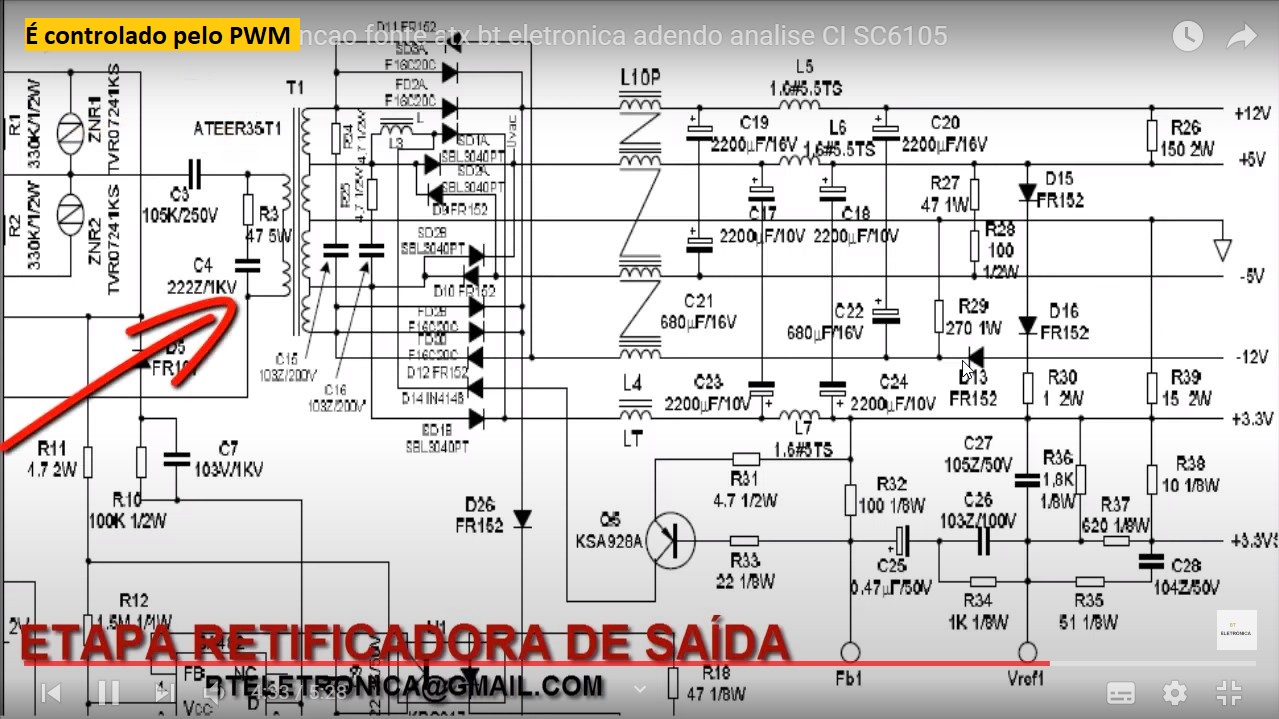 É controlado pelo PWM
ncao fonte atx bt eletronica adendo analise CI SC6105
D11 FR152
F16C20C
FD2A
F16C20C
T1
ATEER35T1
R1
330K/1/2W
ZNR1
TVR07241KS
R2
330K/1/2W
ZNR2
TVR07241KS
C3
105K/250V
R3
47 5W
C4
222Z/1KV
L
L3
4.7 1/2W
R25
4.7 1/2W
SD1A
SBL3040PT
SD2A
SBL3040PT
D9 FR152
SD2B
SBL3040PT
D10 FR152
F16C20C
F16C20C
D12 FR152
D14 IN4148
SD1B
SBL3040PT
C15
103Z/200V
C16
103Z/200V
L10P
L5
1.6#5.5TS
C19
2200µF/16V
L6
1.6#5.5TS
C20
2200µF/16V
R26
150 2W
+12V
+5V
C17
2200µF/10V
C18
2200µF/10V
R27
47 1W
D15
FR152
R28
100
1/2W
-5V
C21
680µF/16V
C22
680µF/16V
R29
270 1W
D16
FR152
-12V
D13
FR152
L4
LT
C23
2200µF/10V
C24
2200µF/10V
L7
1.6#5TS
R30
1 2W
R39
15 2W
+3.3V
D5
R11
4.7 2W
C7
103V/1KV
R10
100K 1/2W
D26
FR152
Q5
KSA928A
R31
4.7 1/2W
R33
22 1/8W
R32
100 1/8W
C27
105Z/50V
C26
103Z/100V
R36
1,8K
1/8W
R38
10 1/8W
R37
620 1/8W
+3.3VS
C25
0.47µF/50V
C28
104Z/50V
R34
1K 1/8W
R35
51 1/8W
R12
1.5M 1/4W
ETAPA RETIFICADORA DE SAÍDA
BTELETRONICA@GMAIL.COM
4:33 / 5:28
FB
NC
Vcc
D
R18
47 1/8W
Fb1
Vref1
BT
ELETRONICA